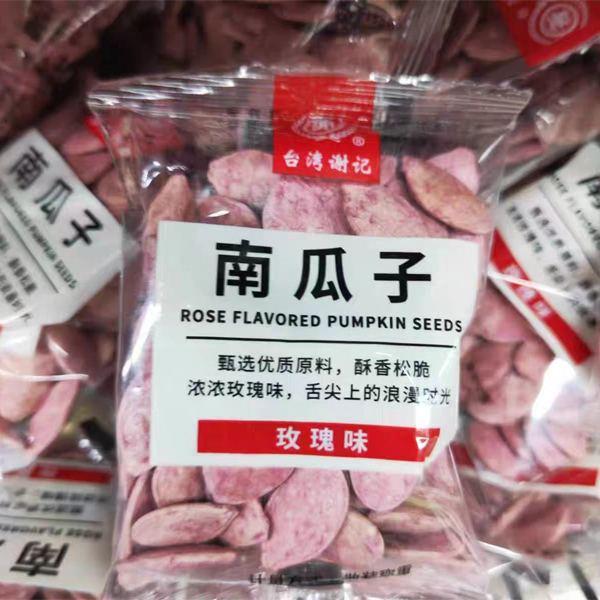 台湾谢记
®
南瓜子
ROSE FLAVORED PUMPKIN SEEDS
甄选优质原料，酥香松脆
浓浓玫瑰味，舌尖上的浪漫时光
玫瑰味
南瓜子
PUMPKIN SEEDS